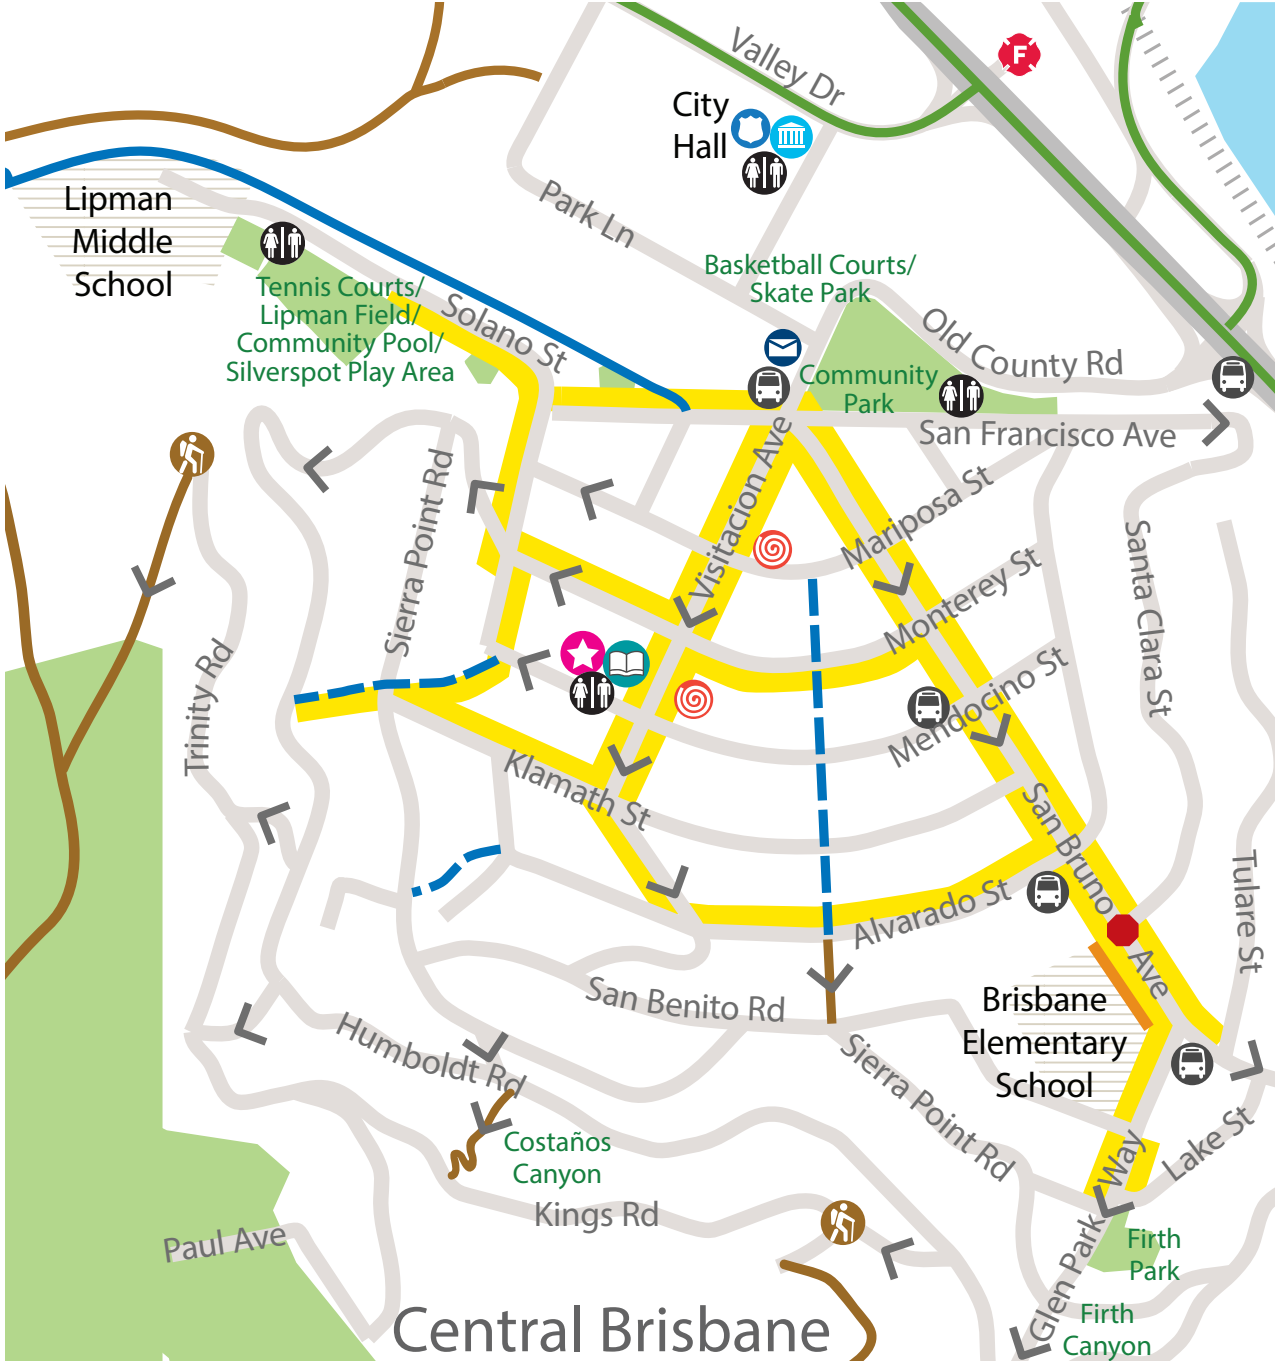 Valley Dr
F
City
Hall
Park Ln
Lipman
Middle
School
Basketball Courts/
Skate Park
Tennis Courts/
Lipman Field/
Community Pool/
Silverspot Play Area
Solano St
Old County Rd
Community
Park
San Francisco Ave
Visitacion Ave
Sierra Point Rd
Mariposa St
Monterey St
Mendocino St
Santa Clara St
Trinity Rd
Klamath St
San Bruno
Ave
Tulare St
Alvarado St
San Benito Rd
Brisbane
Elementary
School
Humboldt Rd
Sierra Point Rd
Costaños
Canyon
Lake St
Kings Rd
Glen Park
Way
Paul Ave
Firth
Park
Firth
Canyon
Central Brisbane